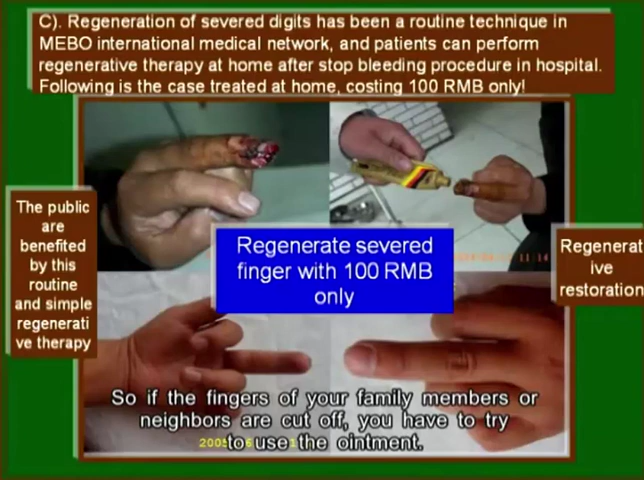 C). Regeneration of severed digits has been a routine technique in
MEBO international medical network, and patients can perform
regenerative therapy at home after stop bleeding procedure in hospital.
Following is the case treated at home, costing 100 RMB only!
The public
are
benefited
by this
routine
and simple
regenerati
ve therapy
Regenerate severed
finger with 100 RMB
only
Regenerat
ive
restoration
So if the fingers of your family members or
neighbors are cut off, you have to try
to use the ointment.